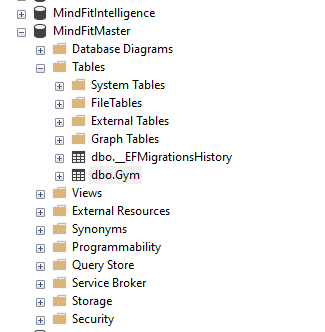 MindFitIntelligence
MindFitMaster
Database Diagrams
Tables
System Tables
FileTables
External Tables
Graph Tables
dbo.__EFMigrationsHistory
dbo.Gym
Views
External Resources
Synonyms
Programmability
Query Store
Service Broker
Storage
Security